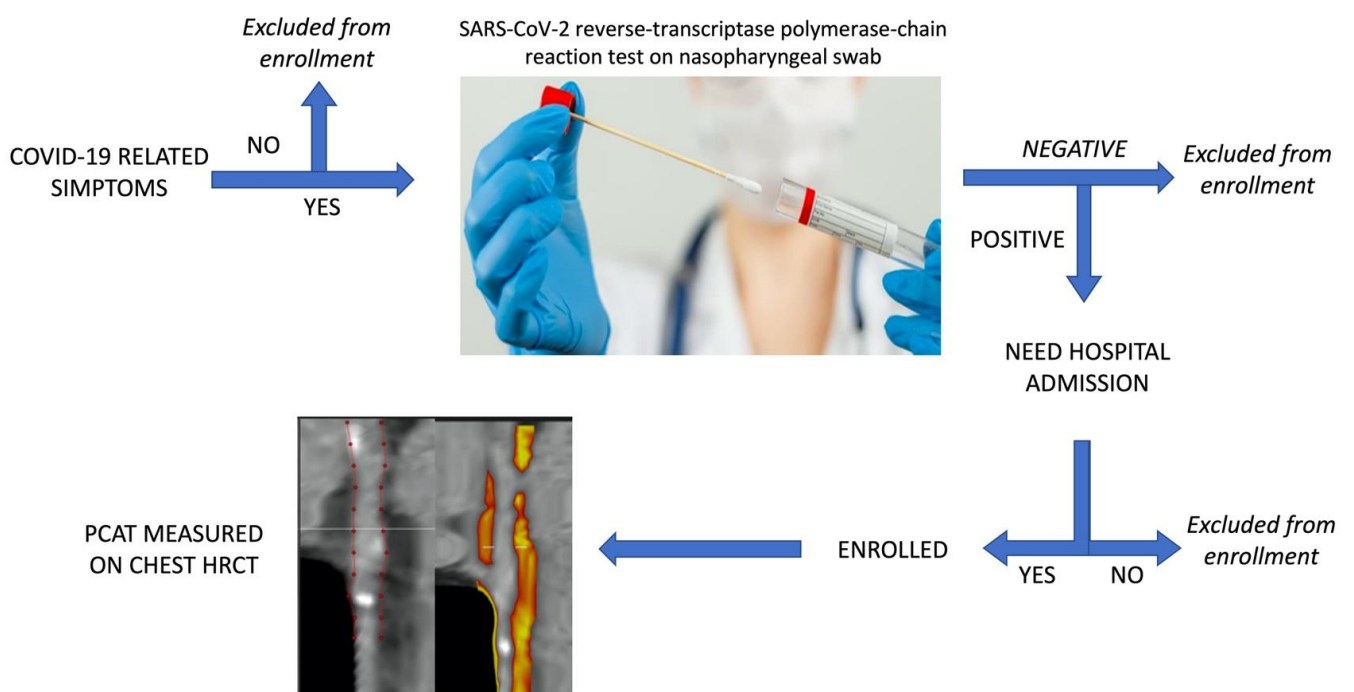 Excluded from
enrollment
SARS-CoV-2 reverse-transcriptase polymerase-chain
reaction test on nasopharyngeal swab
COVID-19 RELATED
SIMPTOMS
NO
YES
NEGATIVE
Excluded from
enrollment
POSITIVE
NEED HOSPITAL
ADMISSION
PCAT MEASURED
ON CHEST HRCT
ENROLLED
YES
NO
Excluded from
enrollment